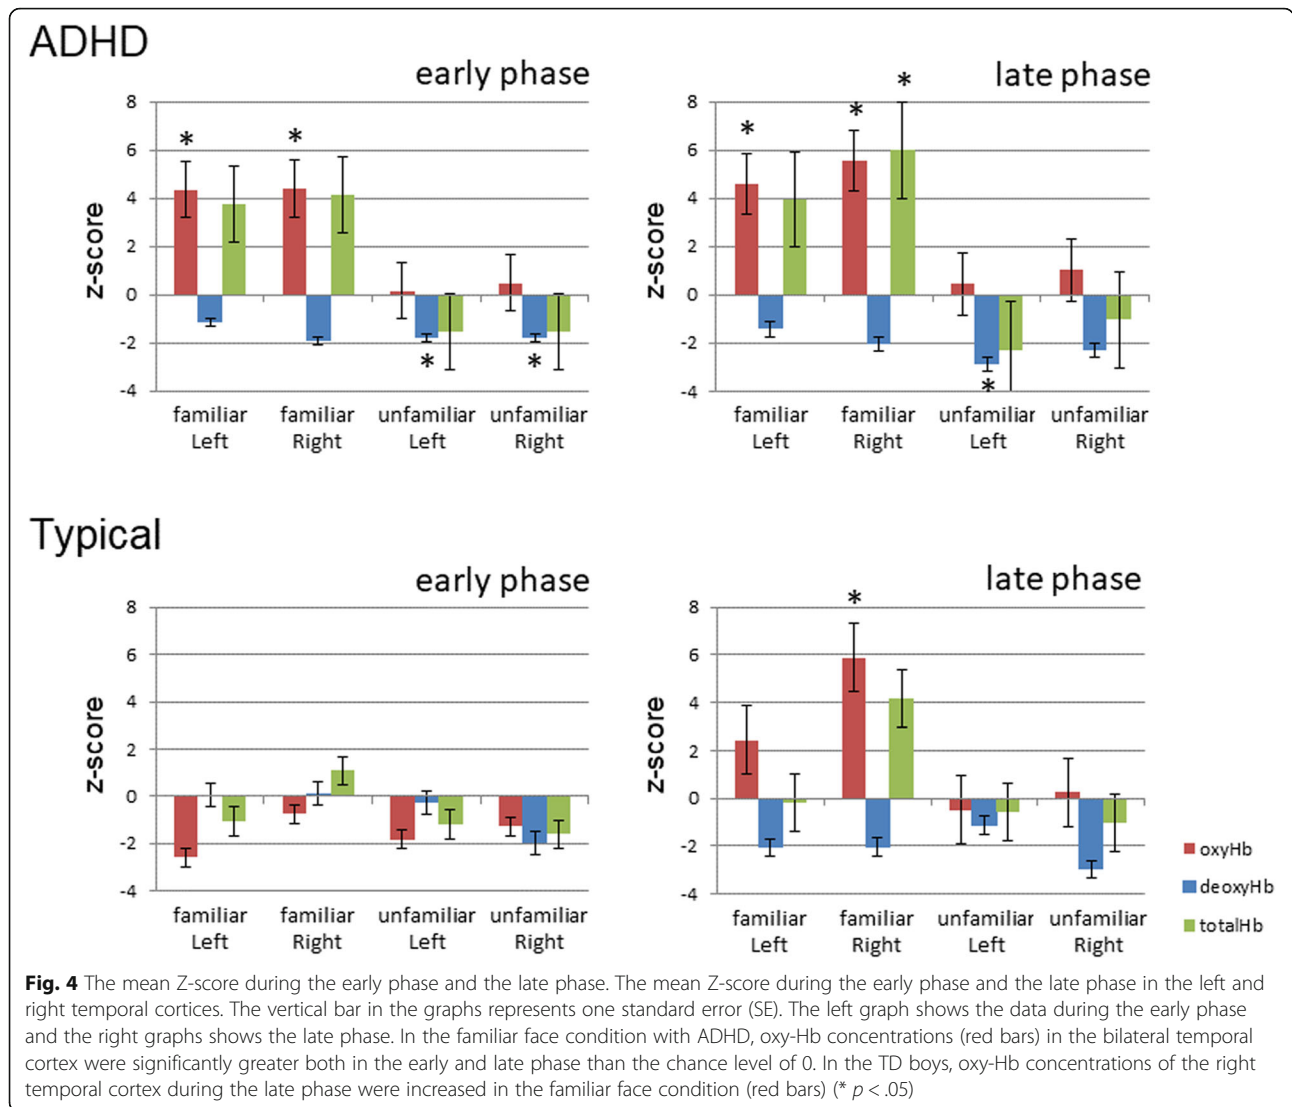 ADHD
early phase
z-score
8
6
4
2
0
-2
-4
* * * *
familiar Left
familiar Right
unfamiliar Left
unfamiliar Right
late phase
z-score
8
6
4
2
0
-2
-4
* * * *
familiar Left
familiar Right
unfamiliar Left
unfamiliar Right
Typical
early phase
z-score
8
6
4
2
0
-2
-4
familiar Left
familiar Right
unfamiliar Left
unfamiliar Right
late phase
z-score
8
6
4
2
0
-2
-4
*
familiar Left
familiar Right
unfamiliar Left
unfamiliar Right
oxyHb
deoxyHb
totalHb
Fig. 4 The mean Z-score during the early phase and the late phase. The mean Z-score during the early phase and the late phase in the left and
right temporal cortices. The vertical bar in the graphs represents one standard error (SE). The left graph shows the data during the early phase
and the right graphs shows the late phase. In the familiar face condition with ADHD, oxy-Hb concentrations (red bars) in the bilateral temporal
cortex were significantly greater both in the early and late phase than the chance level of 0. In the TD boys, oxy-Hb concentrations of the right
temporal cortex during the late phase were increased in the familiar face condition (red bars) (* p < .05)